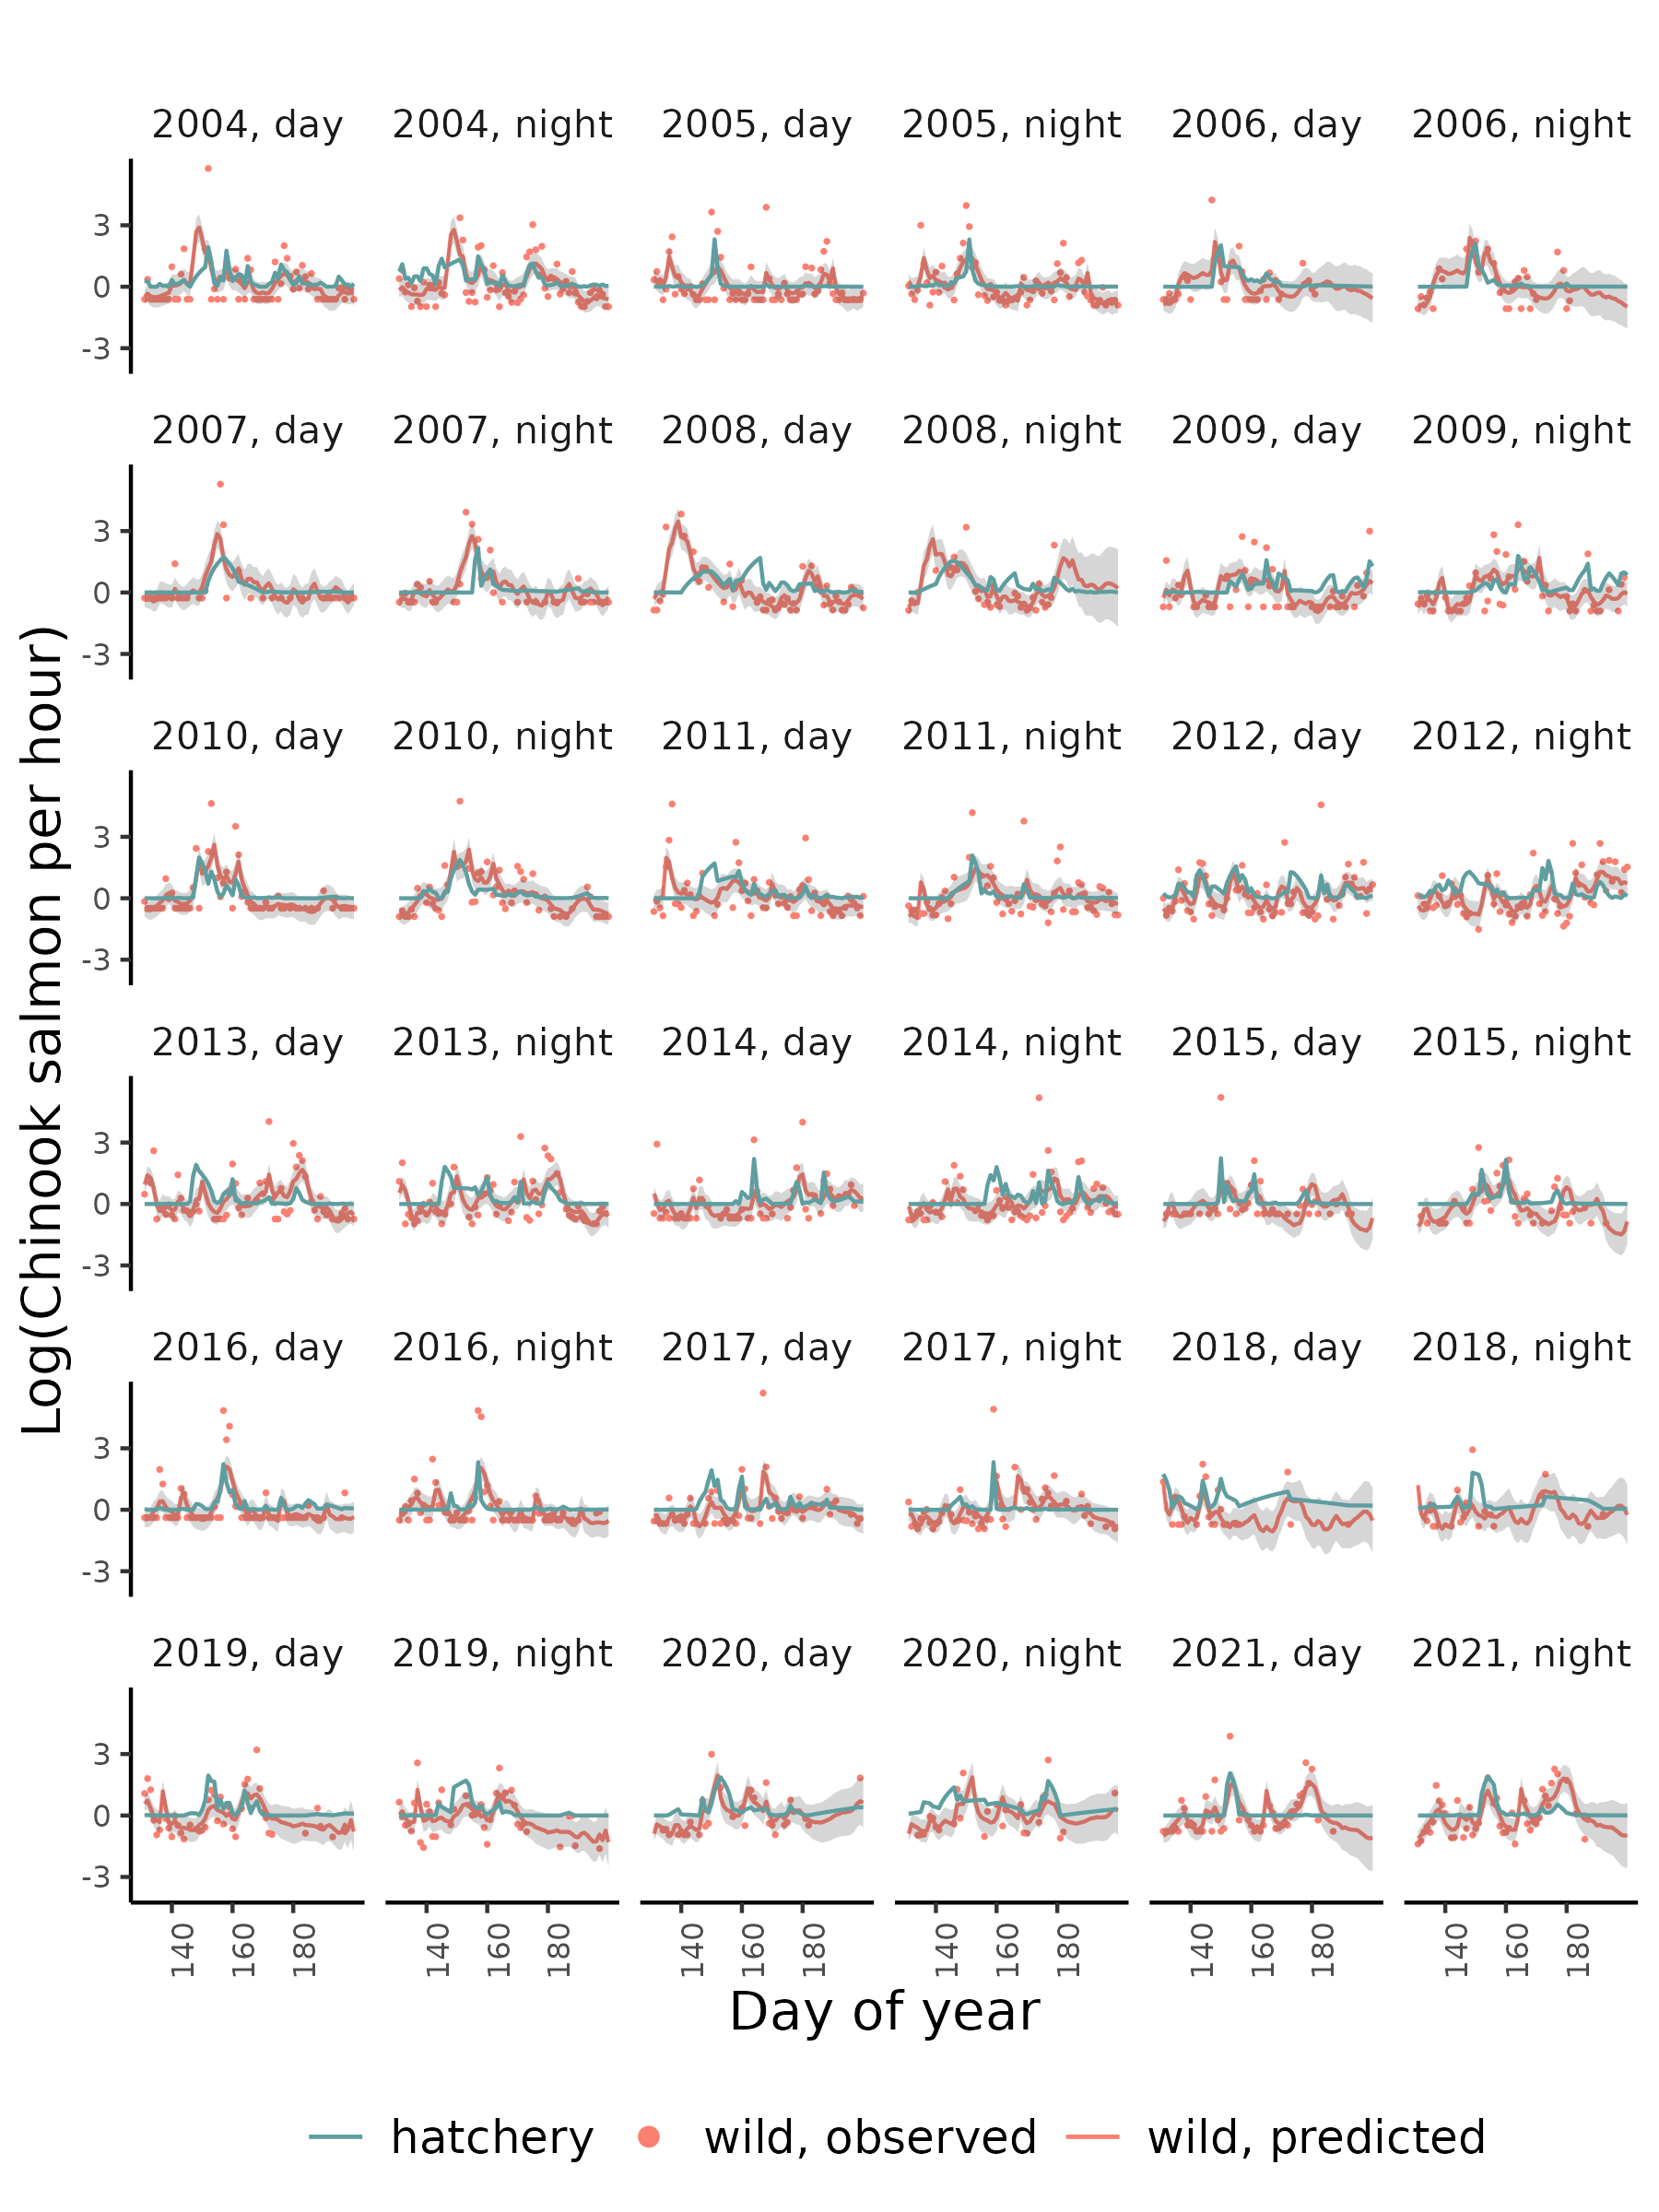 2004, day 2004, night 2005, day 2005, night 2006, day 2006, night
3
0
-3
2007, day 2007, night 2008, day 2008, night 2009, day 2009, night
3
0
-3
2010, day 2010, night 2011, day 2011, night 2012, day 2012, night
3
0
-3
2013, day 2013, night 2014, day 2014, night 2015, day 2015, night
3
0
-3
2016, day 2016, night 2017, day 2017, night 2018, day 2018, night
3
0
-3
2019, day 2019, night 2020, day 2020, night 2021, day 2021, night
3
0
-3
Log(Chinook salmon per hour)
140 160 180 140 160 180 140 160 180 140 160 180 140 160 180 140 160 180
Day of year
hatchery wild, observed wild, predicted